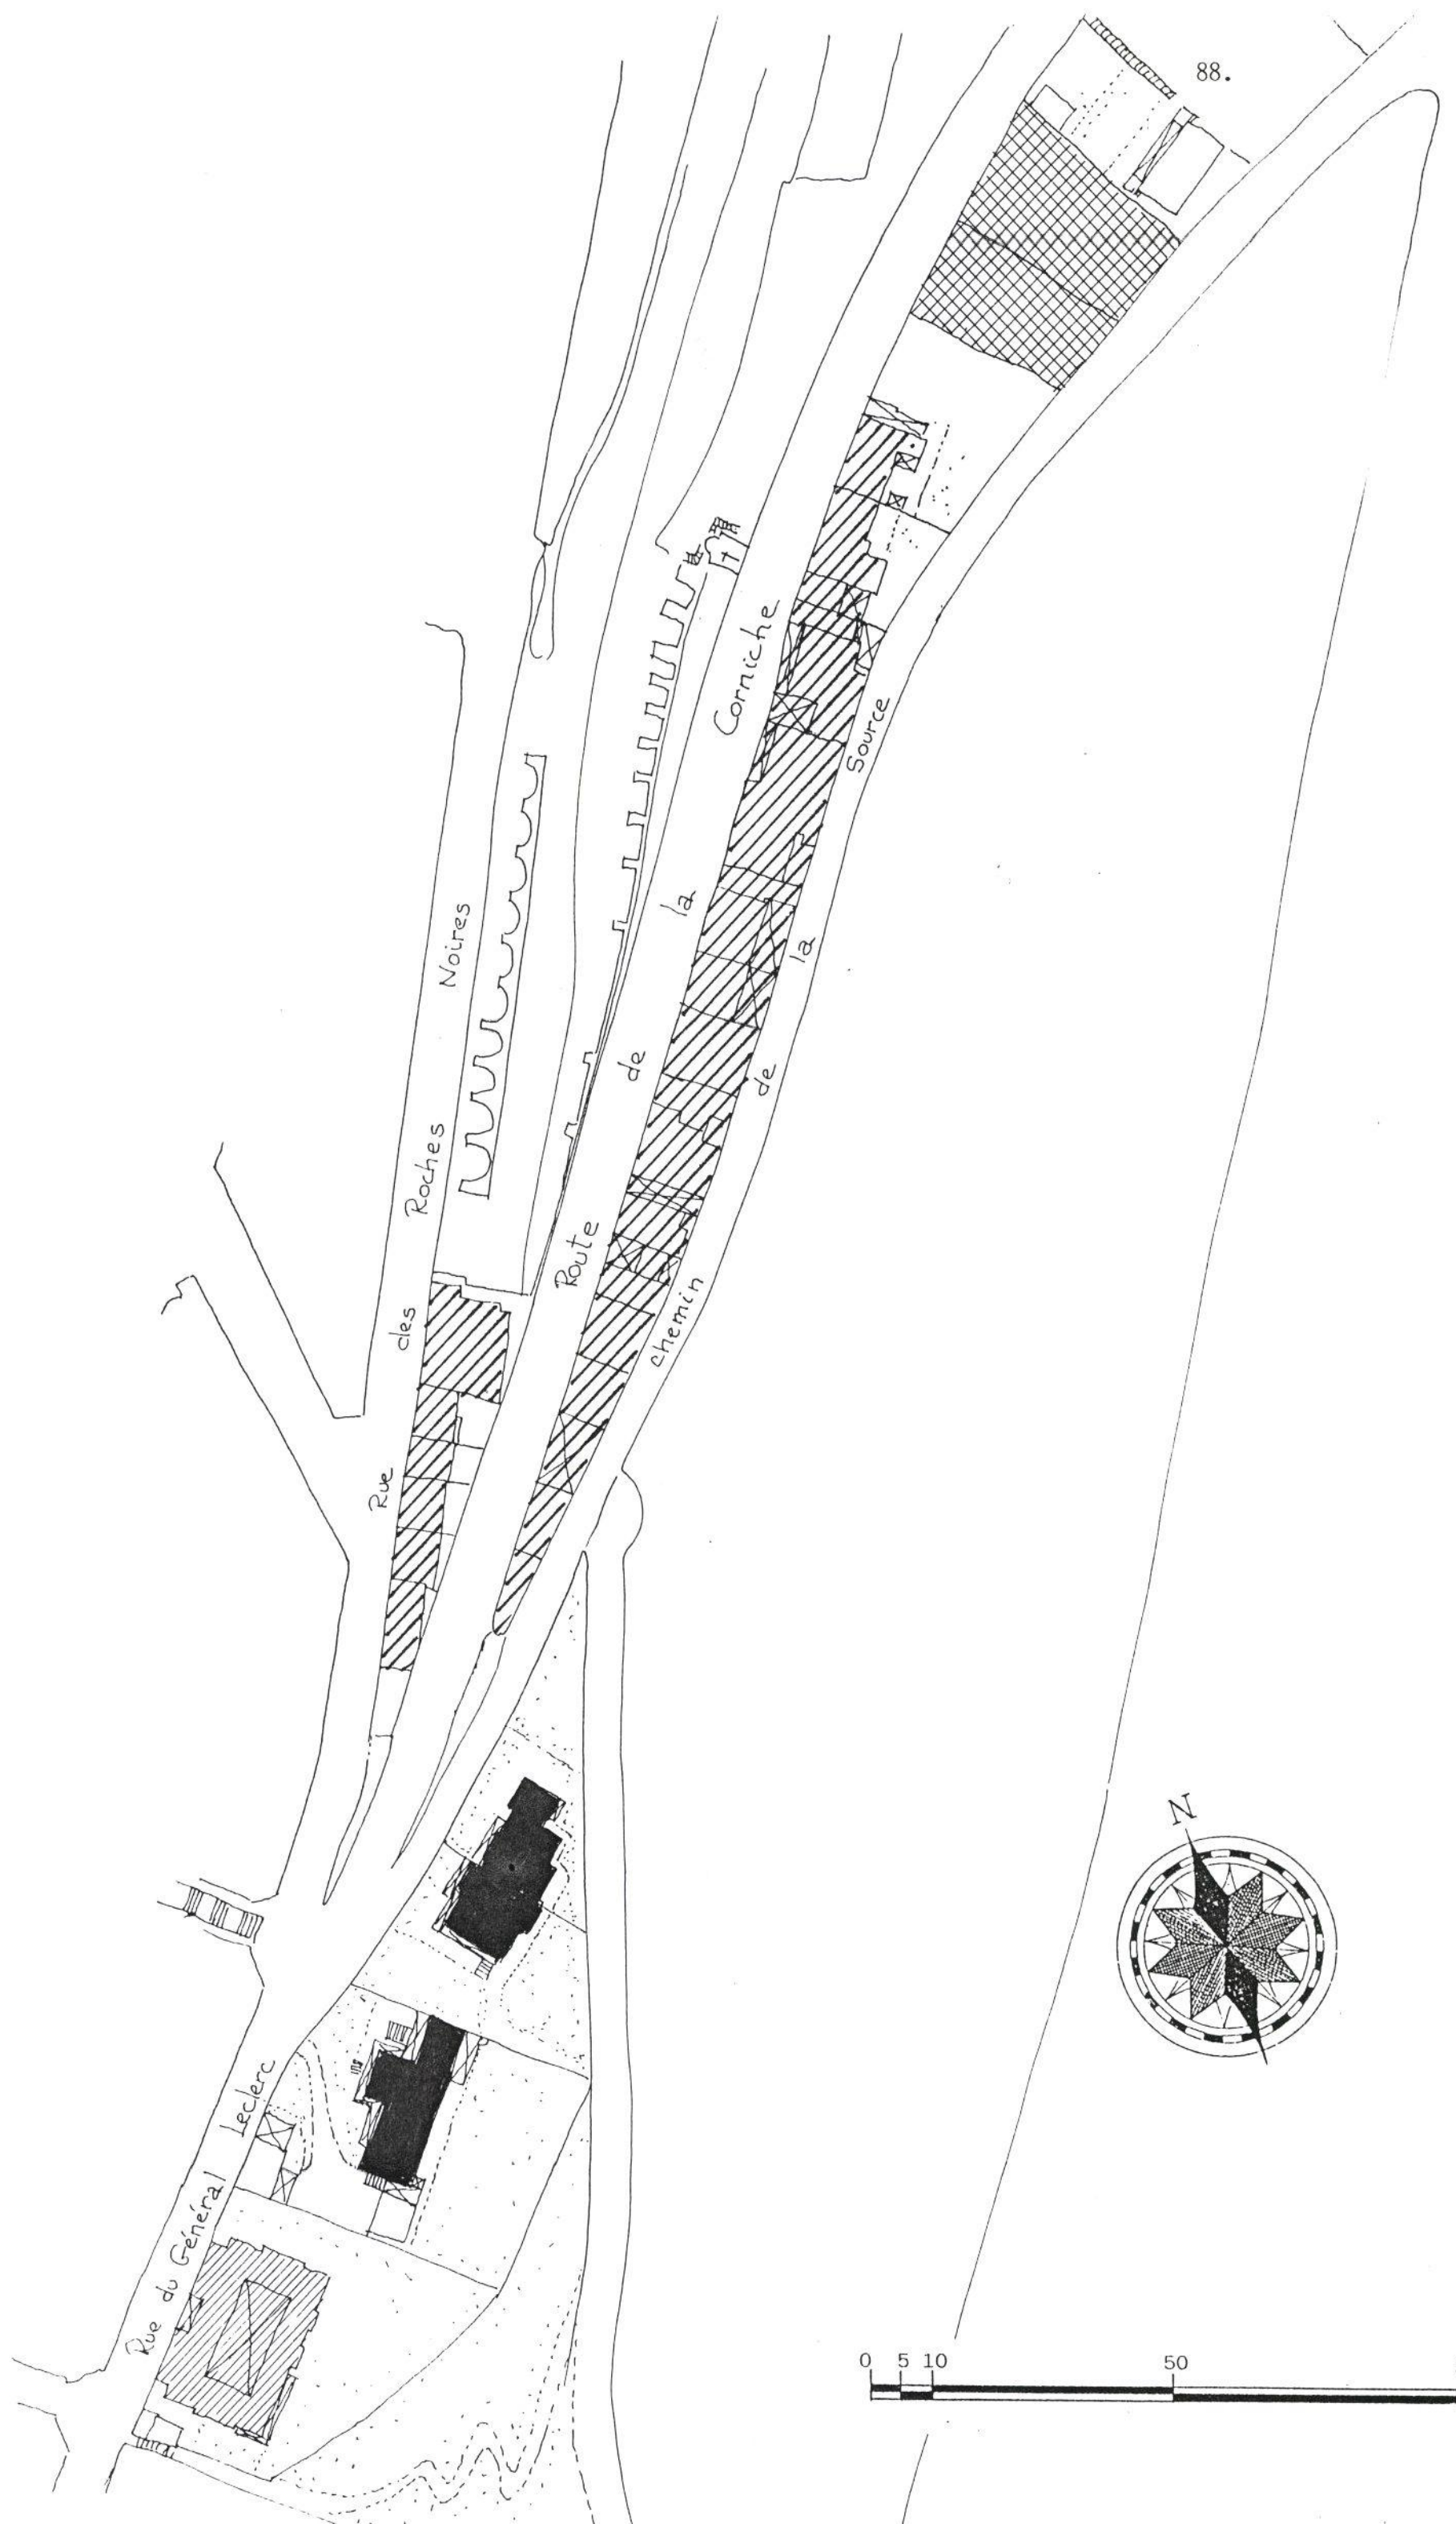 88.
Route de la Corniche
chemin de la Source
Rue des Roches Noires
Rue du Général Leclerc
N
0 5 10 50